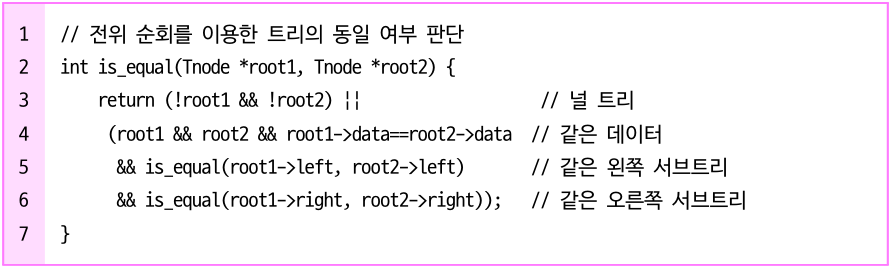 1 // 전위 순회를 이용한 트리의 동일 여부 판단
2 int is_equal(Tnode *root1, Tnode *root2) {
3 return (!root1 && !root2) || // 널 트리
4 (root1 && root2 && root1->data==root2->data // 같은 데이터
5 && is_equal(root1->left, root2->left) // 같은 왼쪽 서브트리
6 && is_equal(root1->right, root2->right)); // 같은 오른쪽 서브트리
7 }